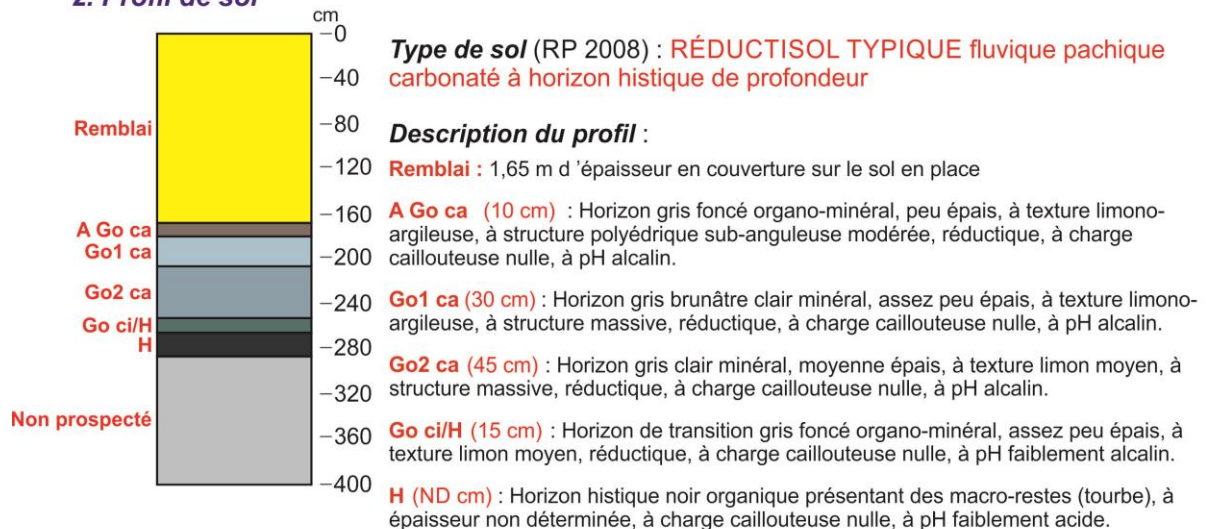 2. Profil de sol
cm
0
40
80
120
160
200
240
280
320
360
400
Remblai
A Go ca
Go1 ca
Go2 ca
Go ci/H
H
Non prospecté
Type de sol (RP 2008) : RÉDUCTISOL TYPIQUE fluvique pachique
carbonaté à horizon histique de profondeur
Description du profil :
Remblai : 1,65 m d ’épaisseur en couverture sur le sol en place
A Go ca (10 cm) : Horizon gris foncé organo-minéral, peu épais, à texture limono-
argileuse, à structure polyédrique sub-anguleuse modérée, réductique, à charge
caillouteuse nulle, à pH alcalin.
Go1 ca (30 cm) : Horizon gris brunâtre clair minéral, assez peu épais, à texture limono-
argileuse, à structure massive, réductique, à charge caillouteuse nulle, à pH alcalin.
Go2 ca (45 cm) : Horizon gris clair minéral, moyenne épais, à texture limon moyen, à
structure massive, réductique, à charge caillouteuse nulle, à pH alcalin.
Go ci/H (15 cm) : Horizon de transition gris foncé organo-minéral, assez peu épais, à
texture limon moyen, réductique, à charge caillouteuse nulle, à pH faiblement alcalin.
H (ND cm) : Horizon histique noir organique présentant des macro-restes (tourbe), à
épaisseur non déterminée, à charge caillouteuse nulle, à pH faiblement acide.